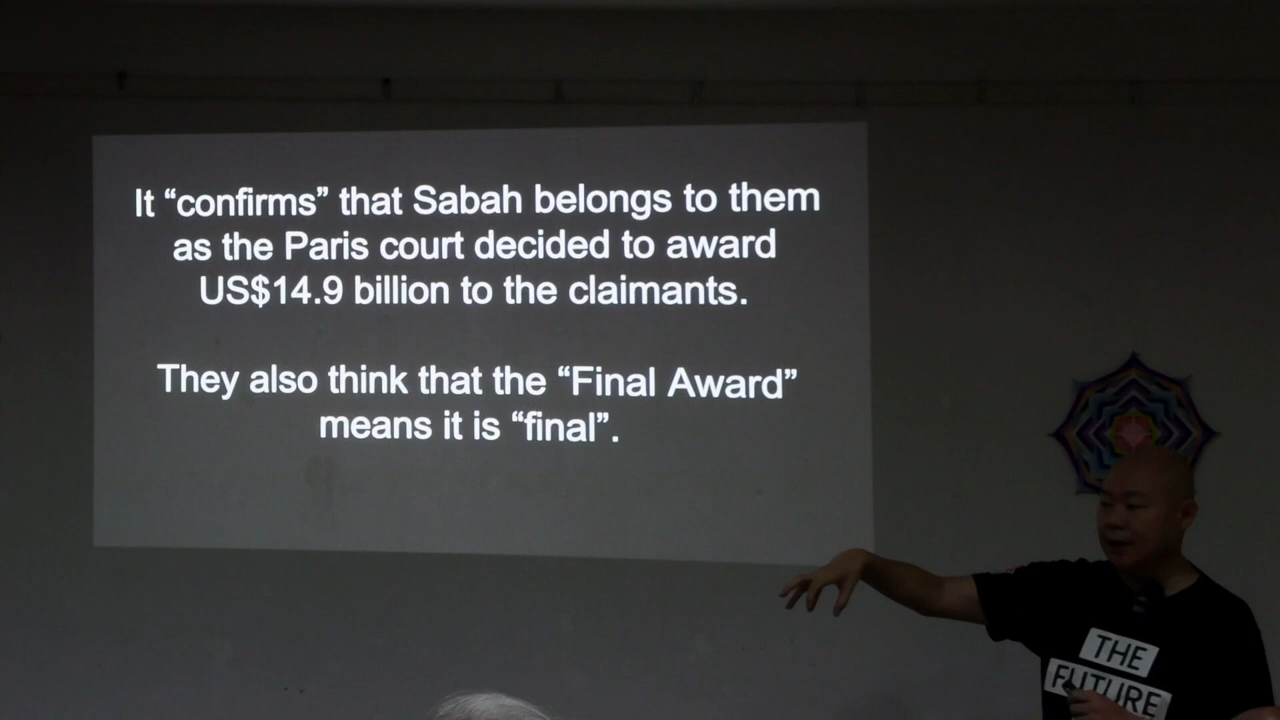 It “confirms” that Sabah belongs to them
as the Paris court decided to award
US$14.9 billion to the claimants.
They also think that the “Final Award”
means it is “final”.
THE
FUTURE